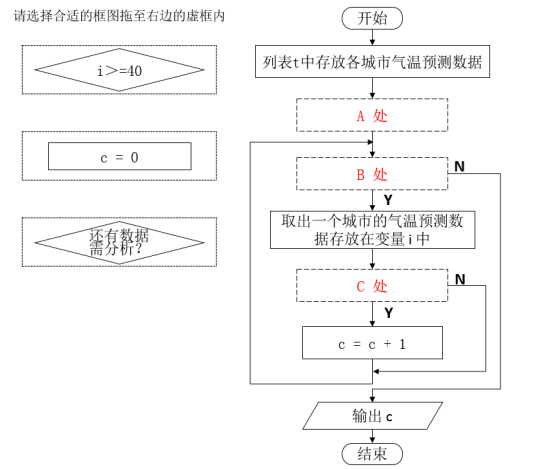 请选择合适的框图拖至右边的虚框内
i>=40
c = 0
还有数据
需分析?
开始
列表t中存放各城市气温预测数据
A 处
B 处
N
Y
取出一个城市的气温预测数
据存放在变量i中
C 处
N
Y
c = c + 1
输出c
结束